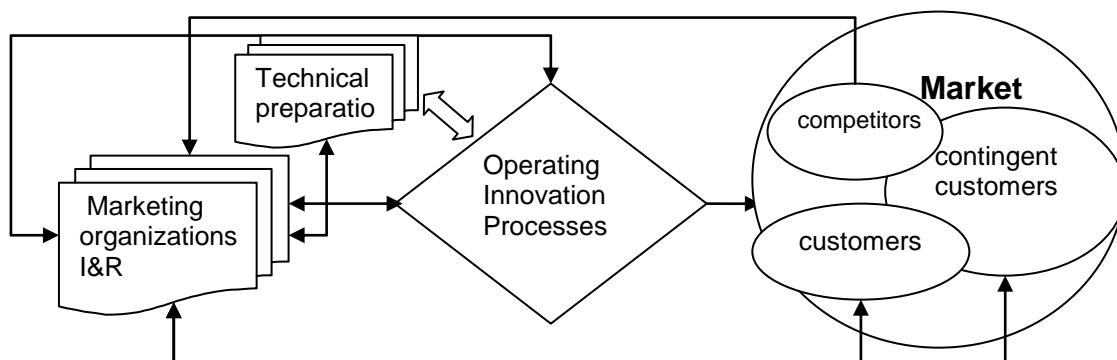 Technical
preparatio
Marketing
organizations
I&R
Operating
Innovation
Processes
Market
competitors
contingent
customers
customers